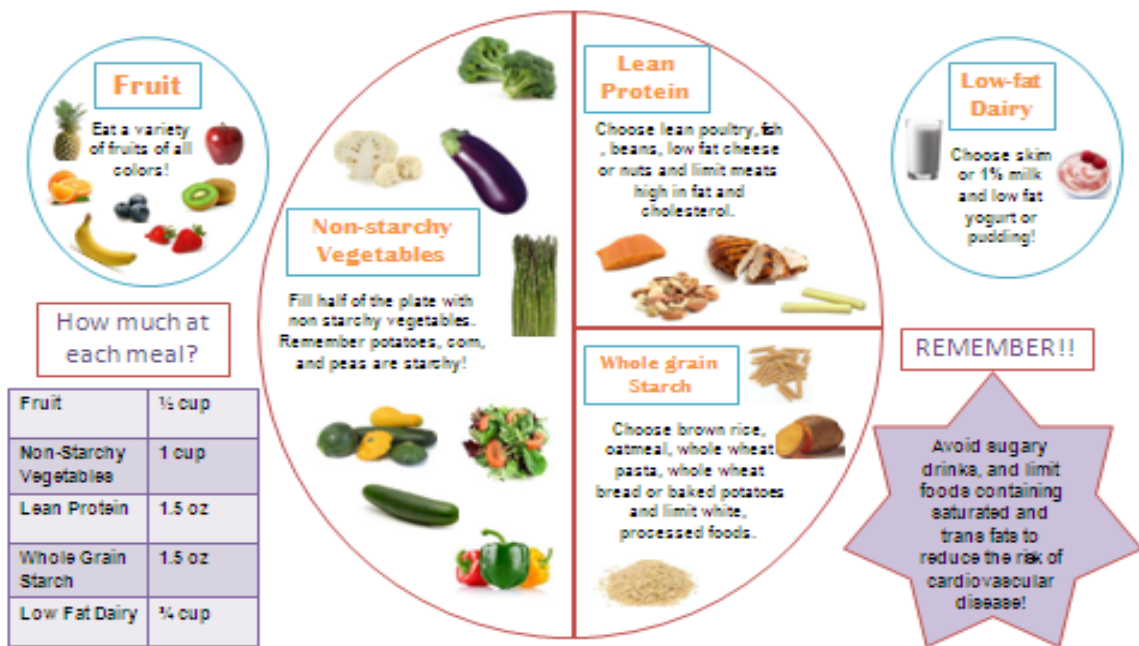 Fruit
Eat a variety
of fruits of all
colors!
How much at
each meal?
Fruit ½ cup
Non-Starchy
Vegetables 1 cup
Lean Protein 1.5 oz
Whole Grain
Starch 1.5 oz
Low Fat Dairy ¾ cup
Non-starchy
Vegetables
Fill half of the plate with
non starchy vegetables.
Remember potatoes, corn,
and peas are starchy!
Lean
Protein
Choose lean poultry, fish
, beans, low fat cheese
or nuts and limit meats
high in fat and
cholesterol.
Whole grain
Starch
Choose brown rice,
oatmeal, whole wheat
pasta, whole wheat
bread or baked potatoes
and limit white,
processed foods.
Low-fat
Dairy
Choose skim
or 1% milk
and low fat
yogurt or
pudding!
REMEMBER!!
Avoid sugary
drinks, and limit
foods containing
saturated and
trans fats to
reduce the risk of
cardiovascular
disease!